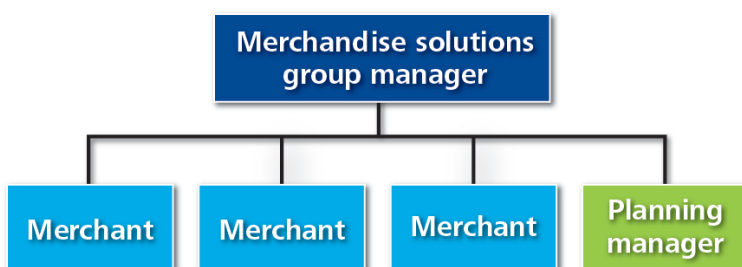 Merchandise solutions
group manager
Merchant
Merchant
Merchant
Planning
manager